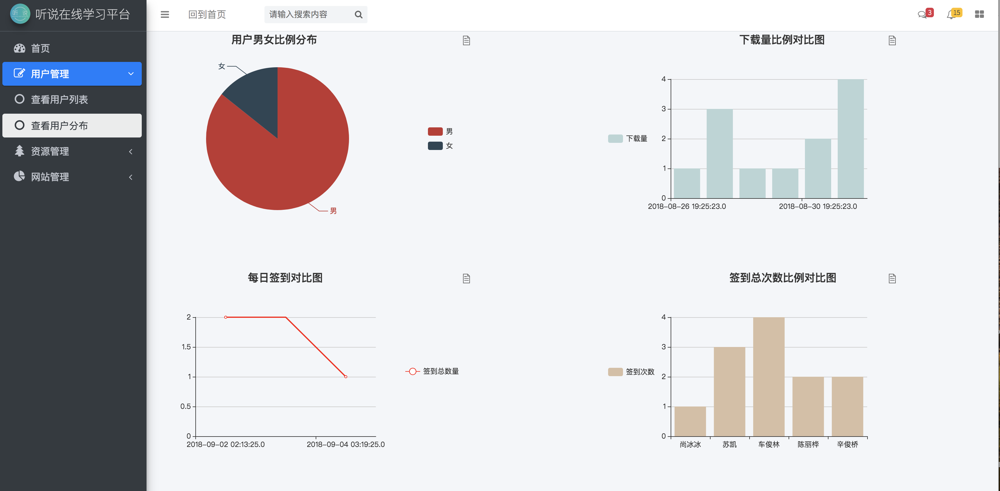 听说在线学习平台
回到首页
请输入搜索内容
3
15
首页
用户管理
查看用户列表
查看用户分布
资源管理
网站管理
用户男女比例分布
女
男
男
女
下载量比例对比图
下载量
4
3
2
1
0
2018-08-26 19:25:23.0
2018-08-30 19:25:23.0
每日签到对比图
2
1.5
1
0.5
0
2018-09-02 02:13:25.0
2018-09-04 03:19:25.0
签到总数量
签到总次数比例对比图
签到次数
4
3
2
1
0
尚冰冰
苏凯
车俊林
陈丽桦
辛俊桥